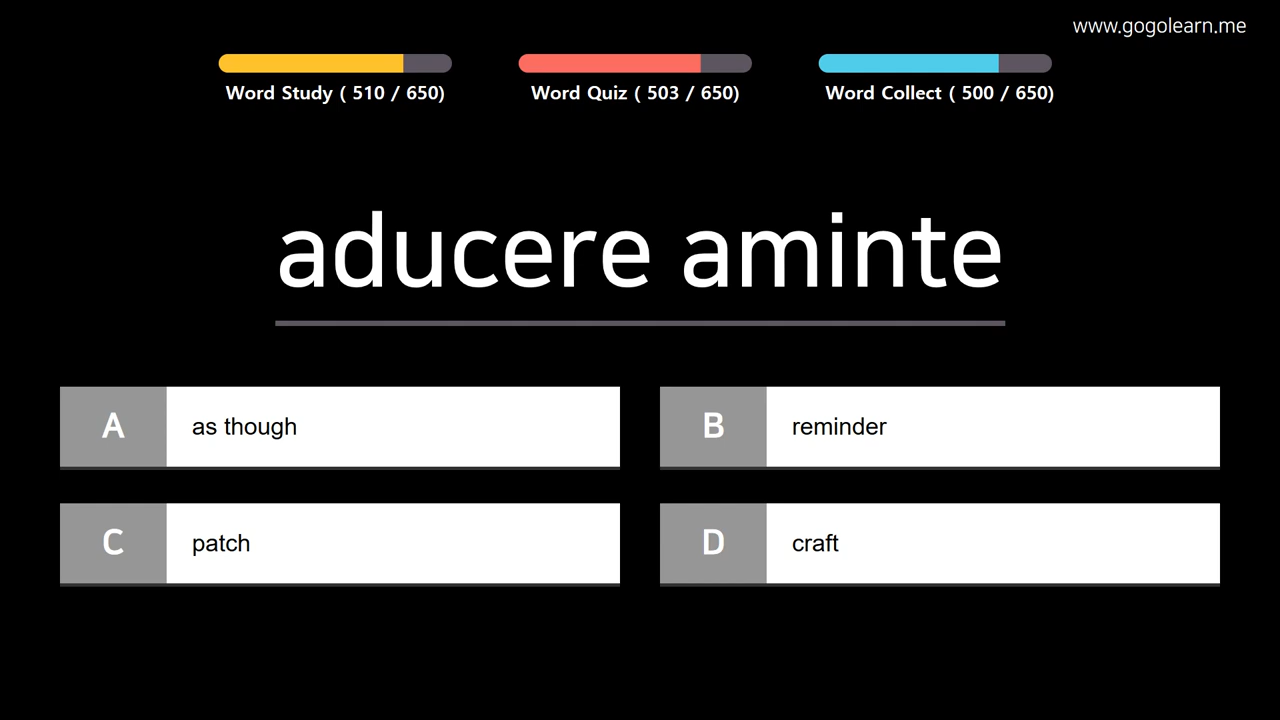 www.gogolearn.me
Word Study ( 510 / 650)
Word Quiz ( 503 / 650)
Word Collect ( 500 / 650)
aducere aminte
A as though
B reminder
C patch
D craft